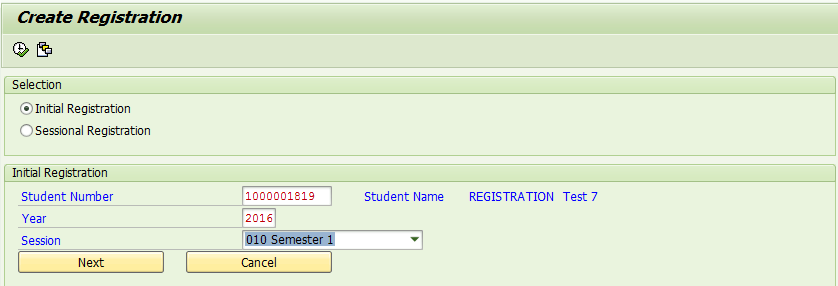 Create Registration
Selection
Initial Registration
Sessional Registration
Initial Registration
Student Number 1000001819 Student Name REGISTRATION Test 7
Year 2016
Session 010 Semester 1
Next Cancel